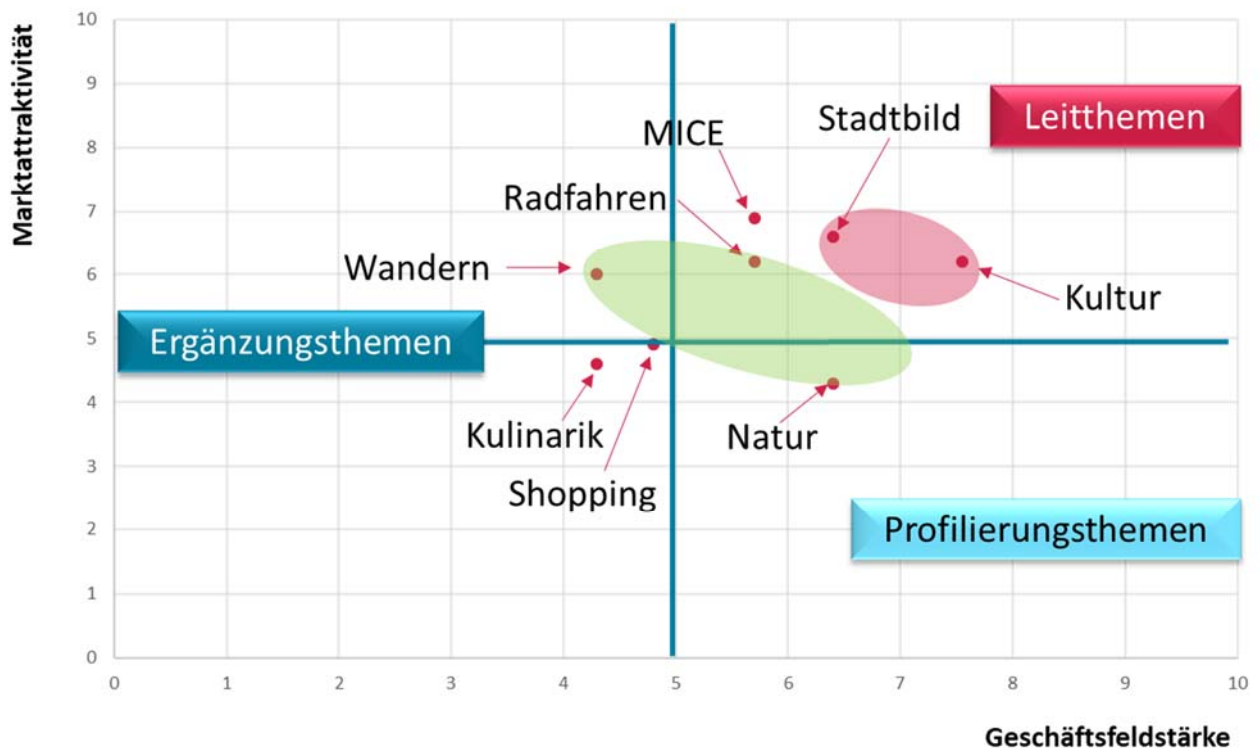 Marktattraktivität
10
9
8
7
6
5
4
3
2
1
0
Leitthemen
Stadtbild
MICE
Radfahren
Wandern
Kultur
Ergänzungsthemen
Kulinarik
Natur
Shopping
Profilierungsthemen
0 1 2 3 4 5 6 7 8 9 10
Geschäftsfeldstärke